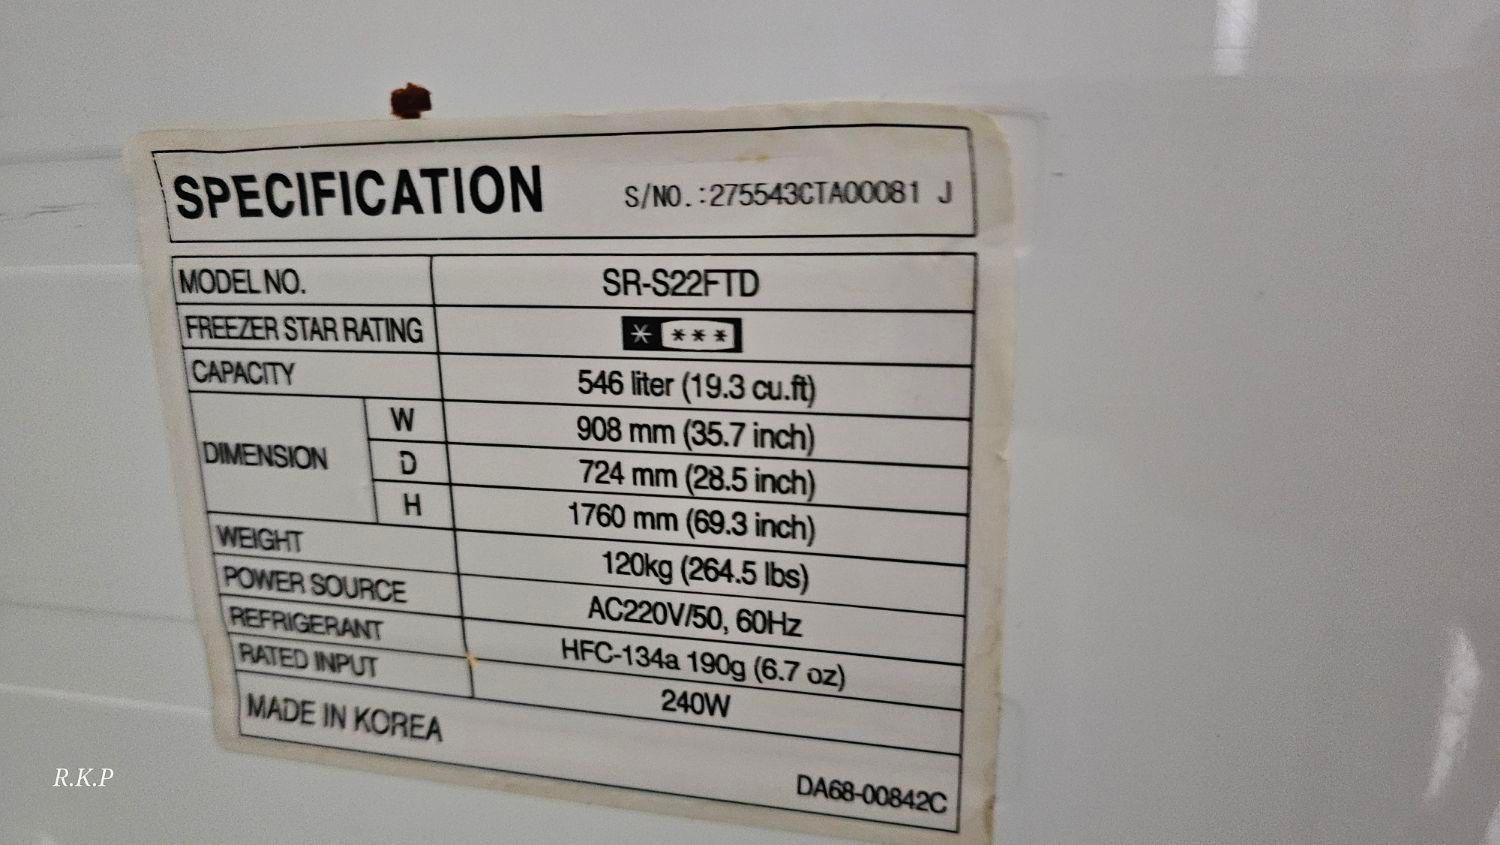 SPECIFICATION S/NO.:275543CTA00081 J
MODEL NO. SR-S22FTD
FREEZER STAR RATING * ***
CAPACITY 546 liter (19.3 cu.ft)
DIMENSION W 908 mm (35.7 inch)
D 724 mm (28.5 inch)
H 1760 mm (69.3 inch)
WEIGHT 120kg (264.5 lbs)
POWER SOURCE AC220V/50, 60Hz
REFRIGERANT HFC-134a 190g (6.7 oz)
RATED INPUT 240W
MADE IN KOREA
DA68-00842C
R.K.P